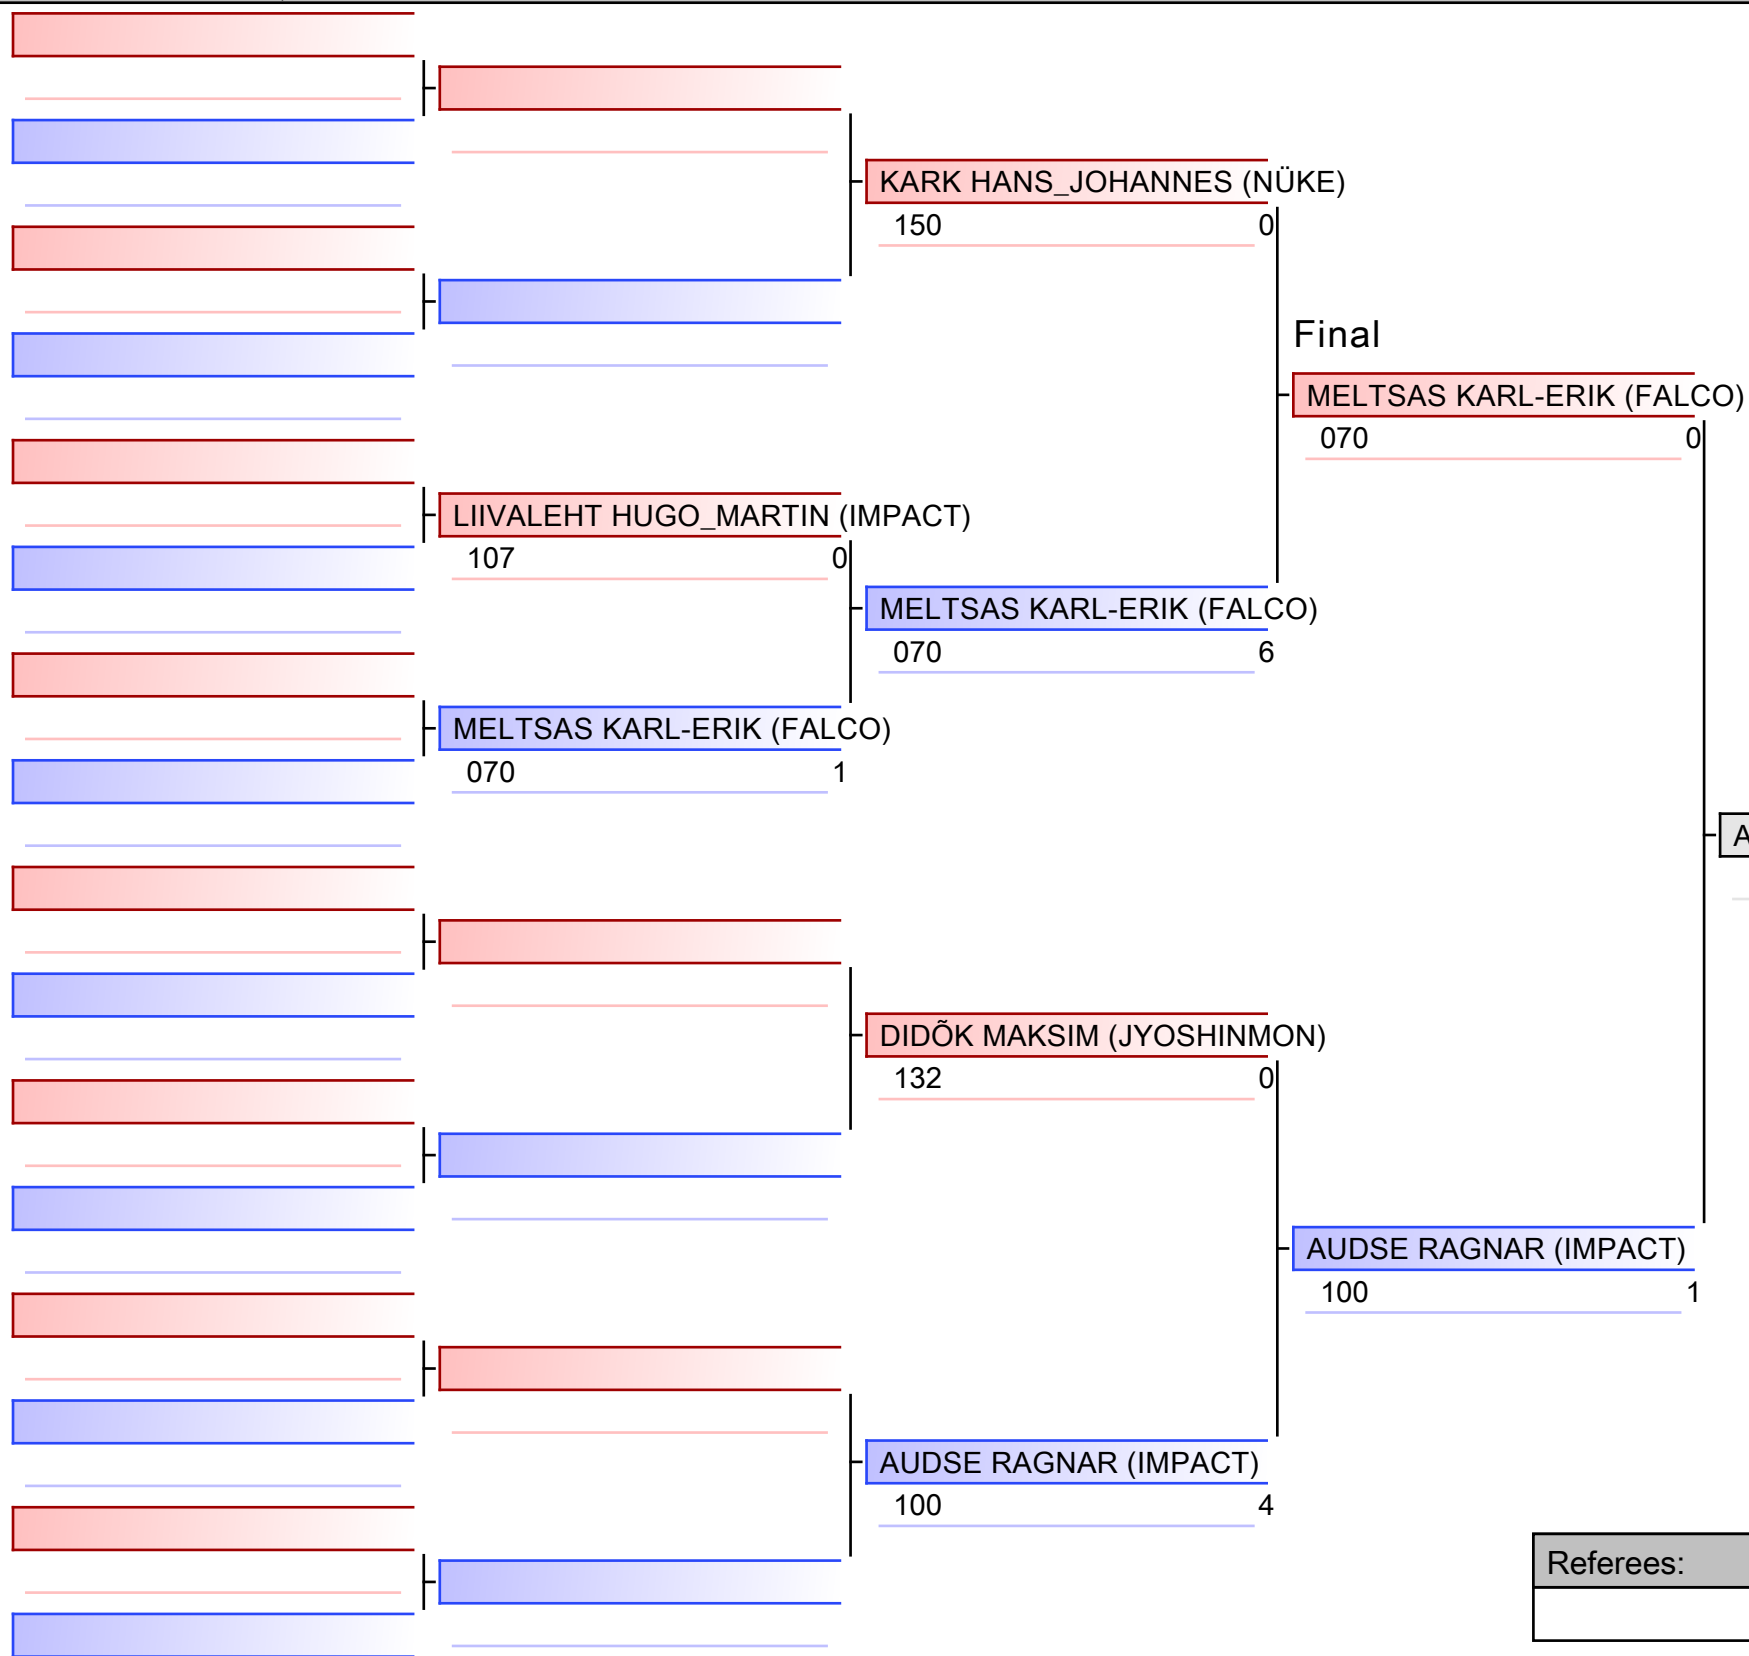 KARK HANS_JOHANNES (NÜKE)
150 0
Final
MELTSAS KARL-ERIK (FALCO)
070 0
LIIVALEHT HUGO_MARTIN (IMPACT)
107 0
MELTSAS KARL-ERIK (FALCO)
070 6
MELTSAS KARL-ERIK (FALCO)
070 1
A
DIDÕK MAKSIM (JYOSHINMON)
132 0
AUDSE RAGNAR (IMPACT)
100 1
AUDSE RAGNAR (IMPACT)
100 4
Referees: